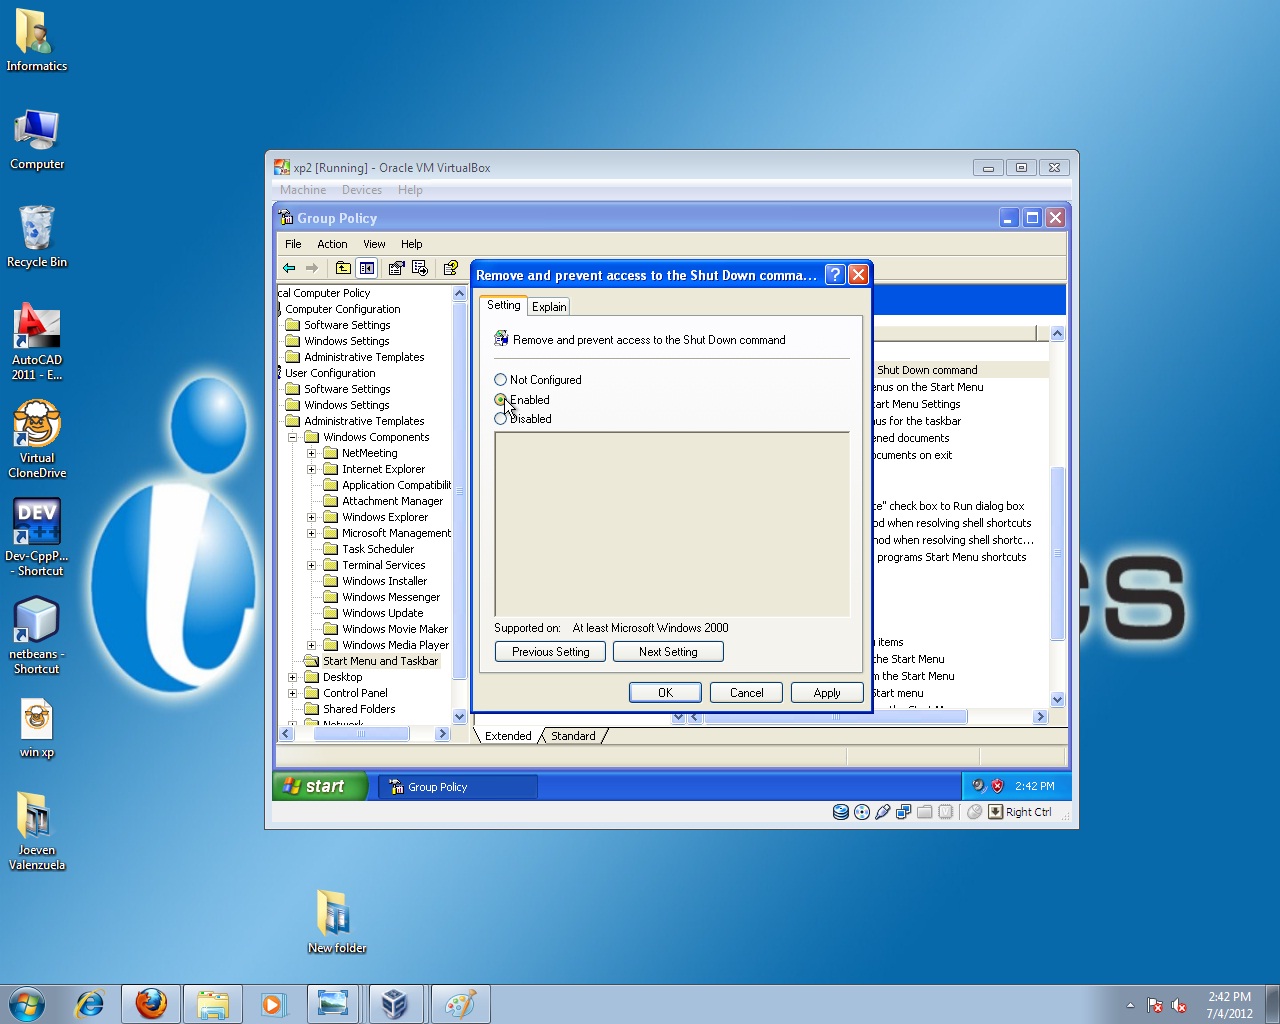 Informatics
Computer
Recycle Bin
AutoCAD
2011 - E...
Virtual
CloneDrive
DEV
Dev-CppP...
- Shortcut
netbeans -
Shortcut
win xp
Joeven
Valenzuela
New folder
cs
xp2 [Running] - Oracle VM VirtualBox
Machine Devices Help
Group Policy
File Action View Help
cal Computer Policy
Computer Configuration
Software Settings
Windows Settings
Administrative Templates
User Configuration
Software Settings
Windows Settings
Administrative Templates
Windows Components
NetMeeting
Internet Explorer
Application Compatibilit
Attachment Manager
Windows Explorer
Microsoft Management
Task Scheduler
Terminal Services
Windows Installer
Windows Messenger
Windows Update
Windows Movie Maker
Windows Media Player
Start Menu and Taskbar
Desktop
Control Panel
Shared Folders
Network
Remove and prevent access to the Shut Down comma...
Setting Explain
Remove and prevent access to the Shut Down command
Not Configured
Enabled
Disabled
Supported on: At least Microsoft Windows 2000
Previous Setting Next Setting
OK Cancel Apply
Shut Down command
enus on the Start Menu
tart Menu Settings
us for the taskbar
ened documents
ocuments on exit
te" check box to Run dialog box
od when resolving shell shortcuts
hod when resolving shell shortc...
programs Start Menu shortcuts
items
the Start Menu
m the Start Menu
Start menu
Extended Standard
start Group Policy 2:42 PM
Right Ctrl
2:42 PM
7/4/2012